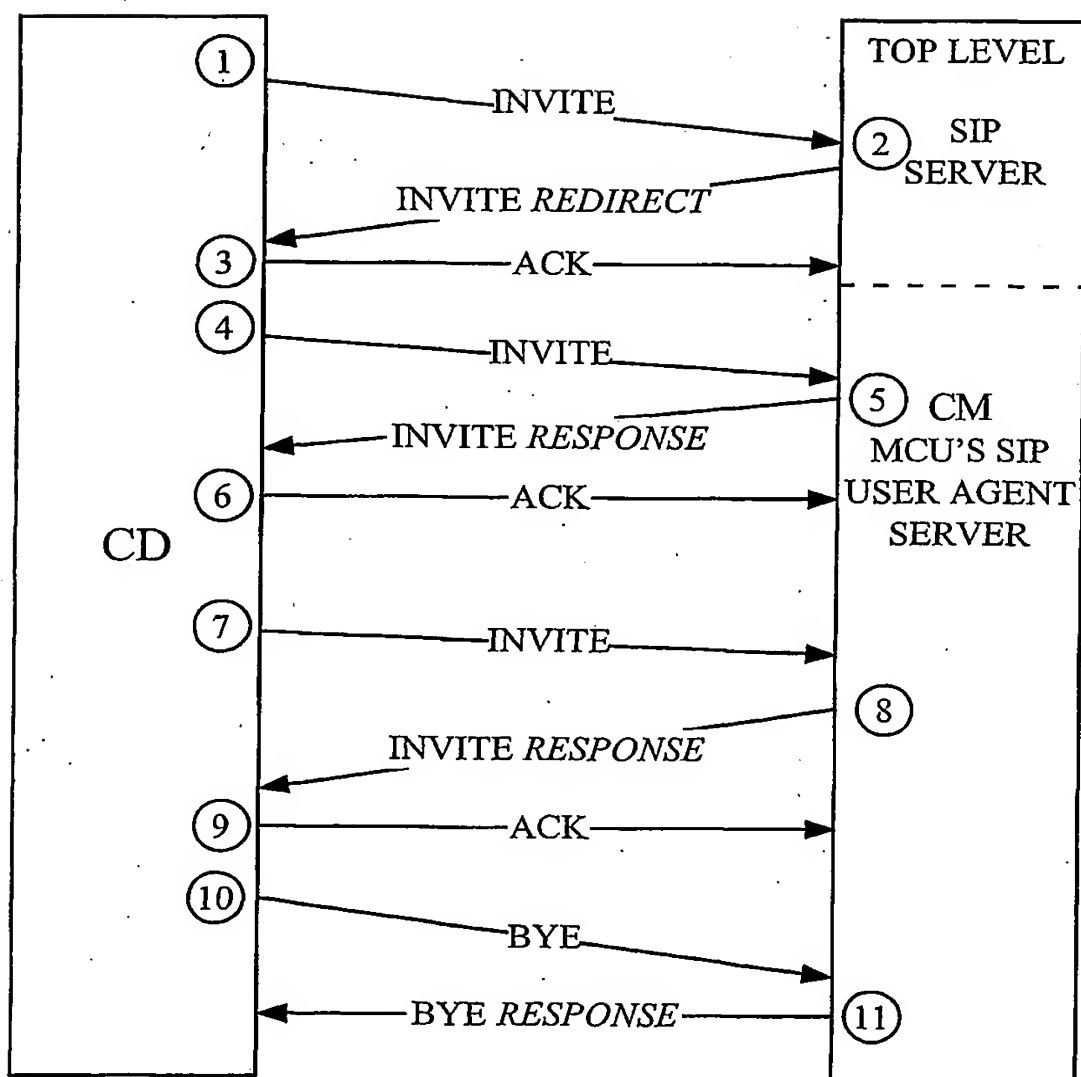 TOP LEVEL
1
INVITE
2
SIP
SERVER
INVITE REDIRECT
3
ACK
4
INVITE
5
CM
INVITE RESPONSE
MCU'S SIP
6
ACK
USER AGENT
SERVER
CD
7
INVITE
8
INVITE RESPONSE
9
ACK
10
BYE
BYE RESPONSE
11